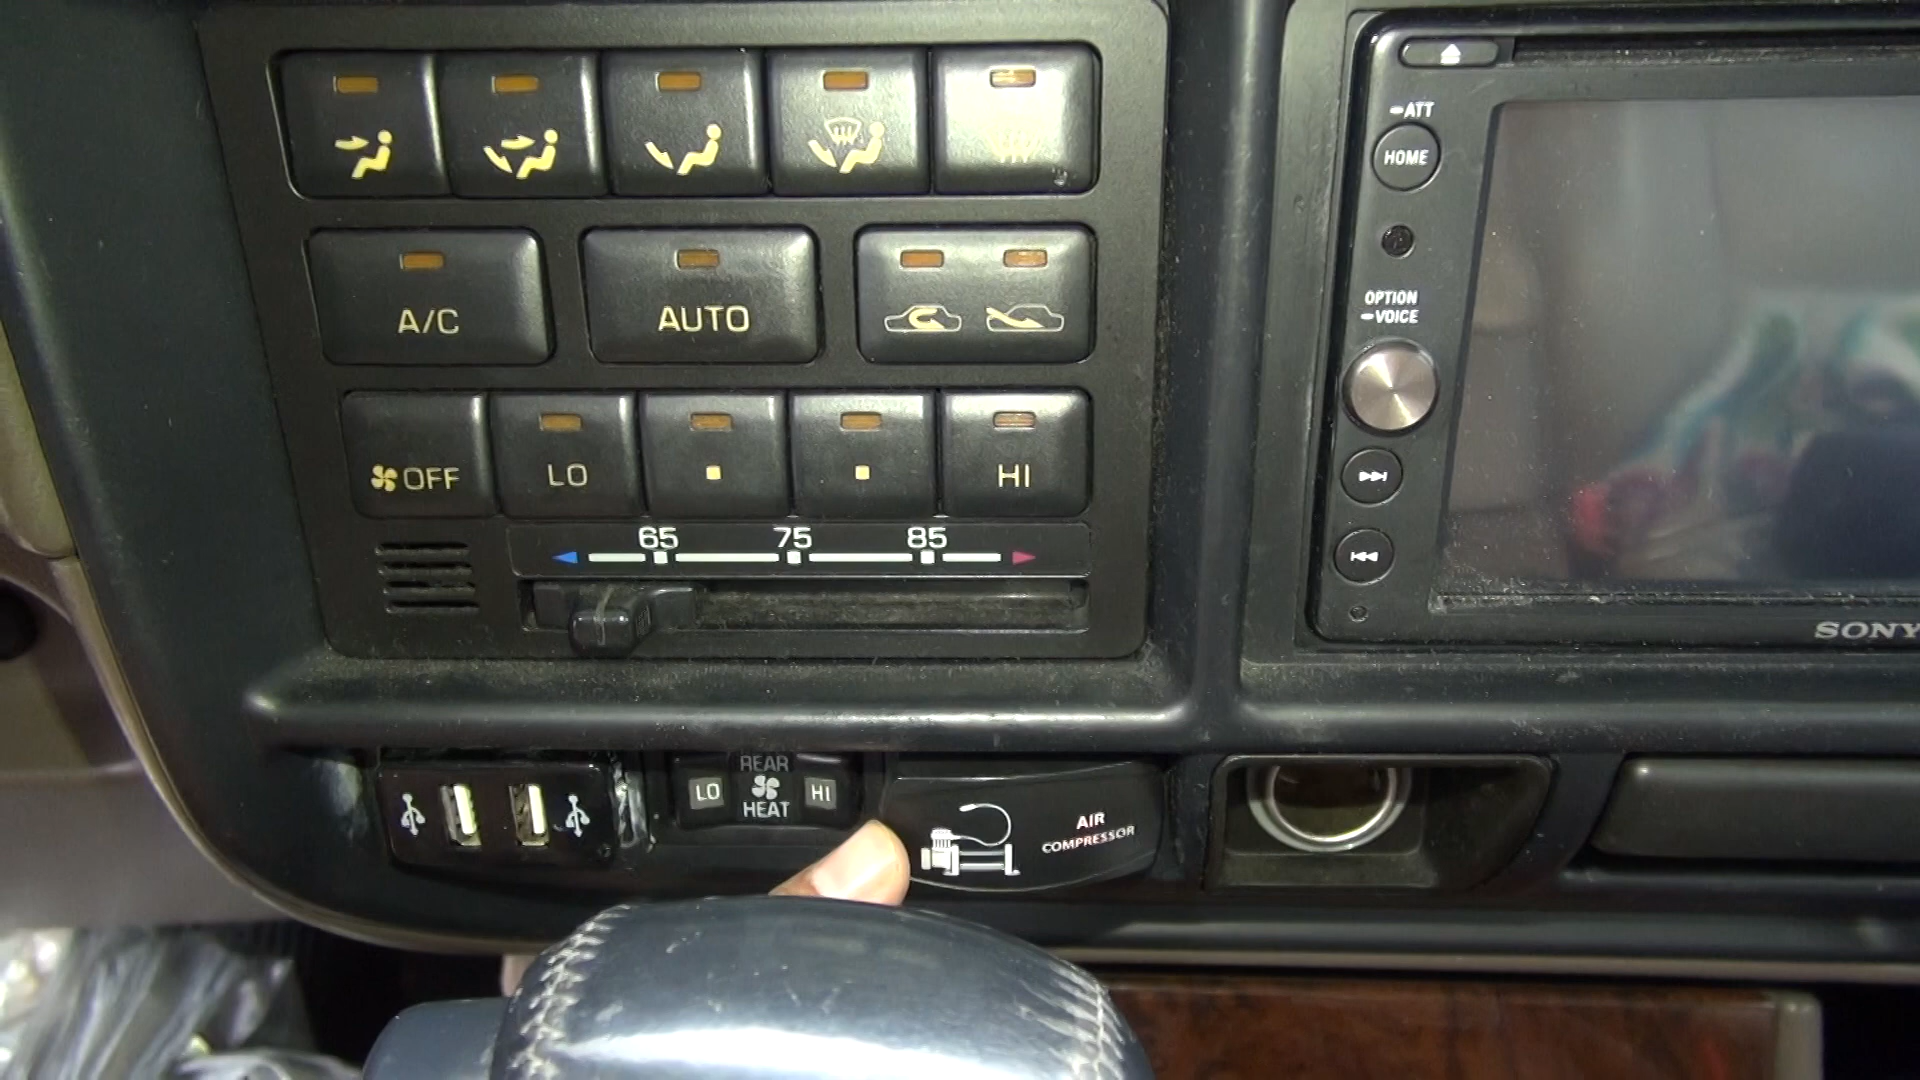 A/C
AUTO
OFF
LO
HI
65 75 85
REAR
LO
HI
HEAT
AIR
COMPRESSOR
ATT
HOME
OPTION
VOICE
SONY